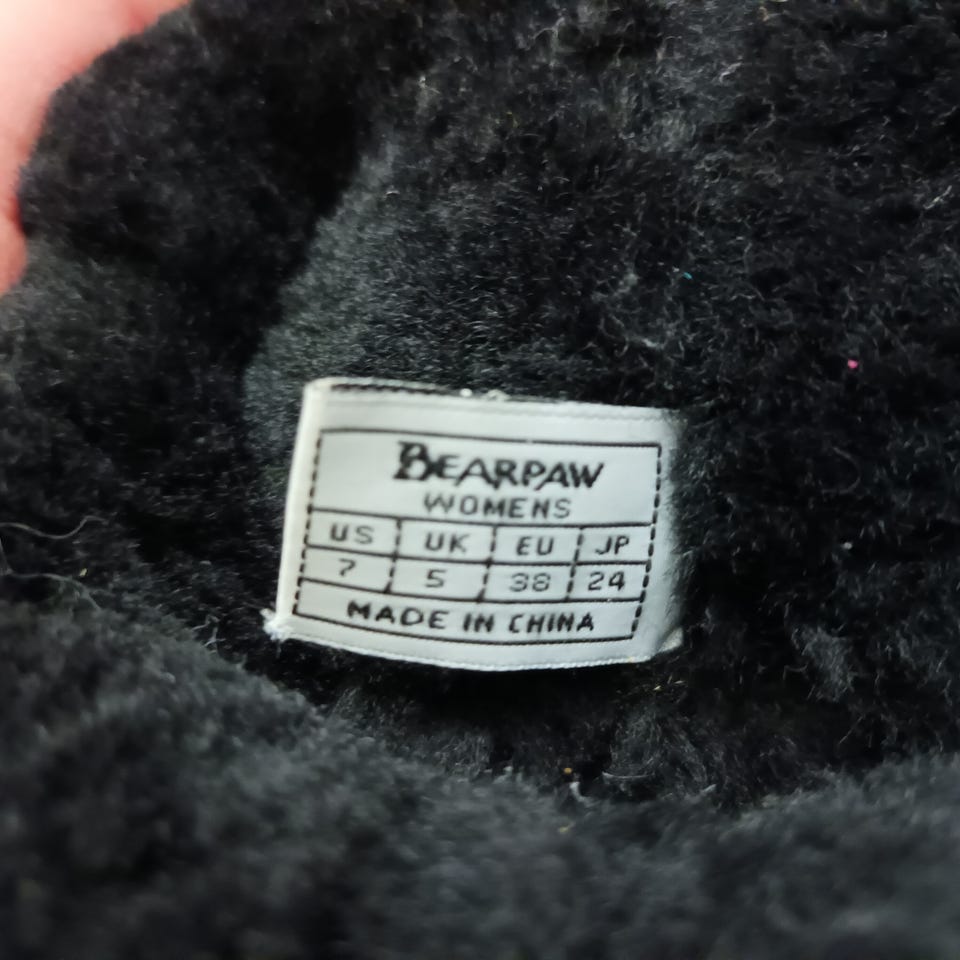 BEARPAW
WOMENS
US UK EU JP
7 5 38 24
MADE IN CHINA